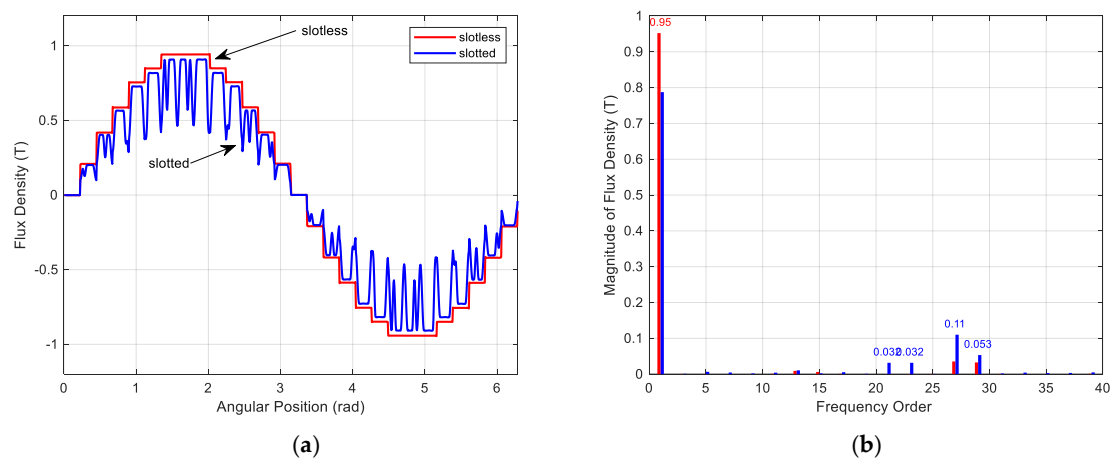 slotless
slotless
slotted
slotted
1
0.5
0
-0.5
-1
Flux Density (T)
0 1 2 3 4 5 6
Angular Position (rad)
(a)
0.95
0.032 0.032
0.11
0.053
1
0.9
0.8
0.7
0.6
0.5
0.4
0.3
0.2
0.1
0
Magnitude of Flux Density (T)
0 5 10 15 20 25 30 35 40
Frequency Order
(b)